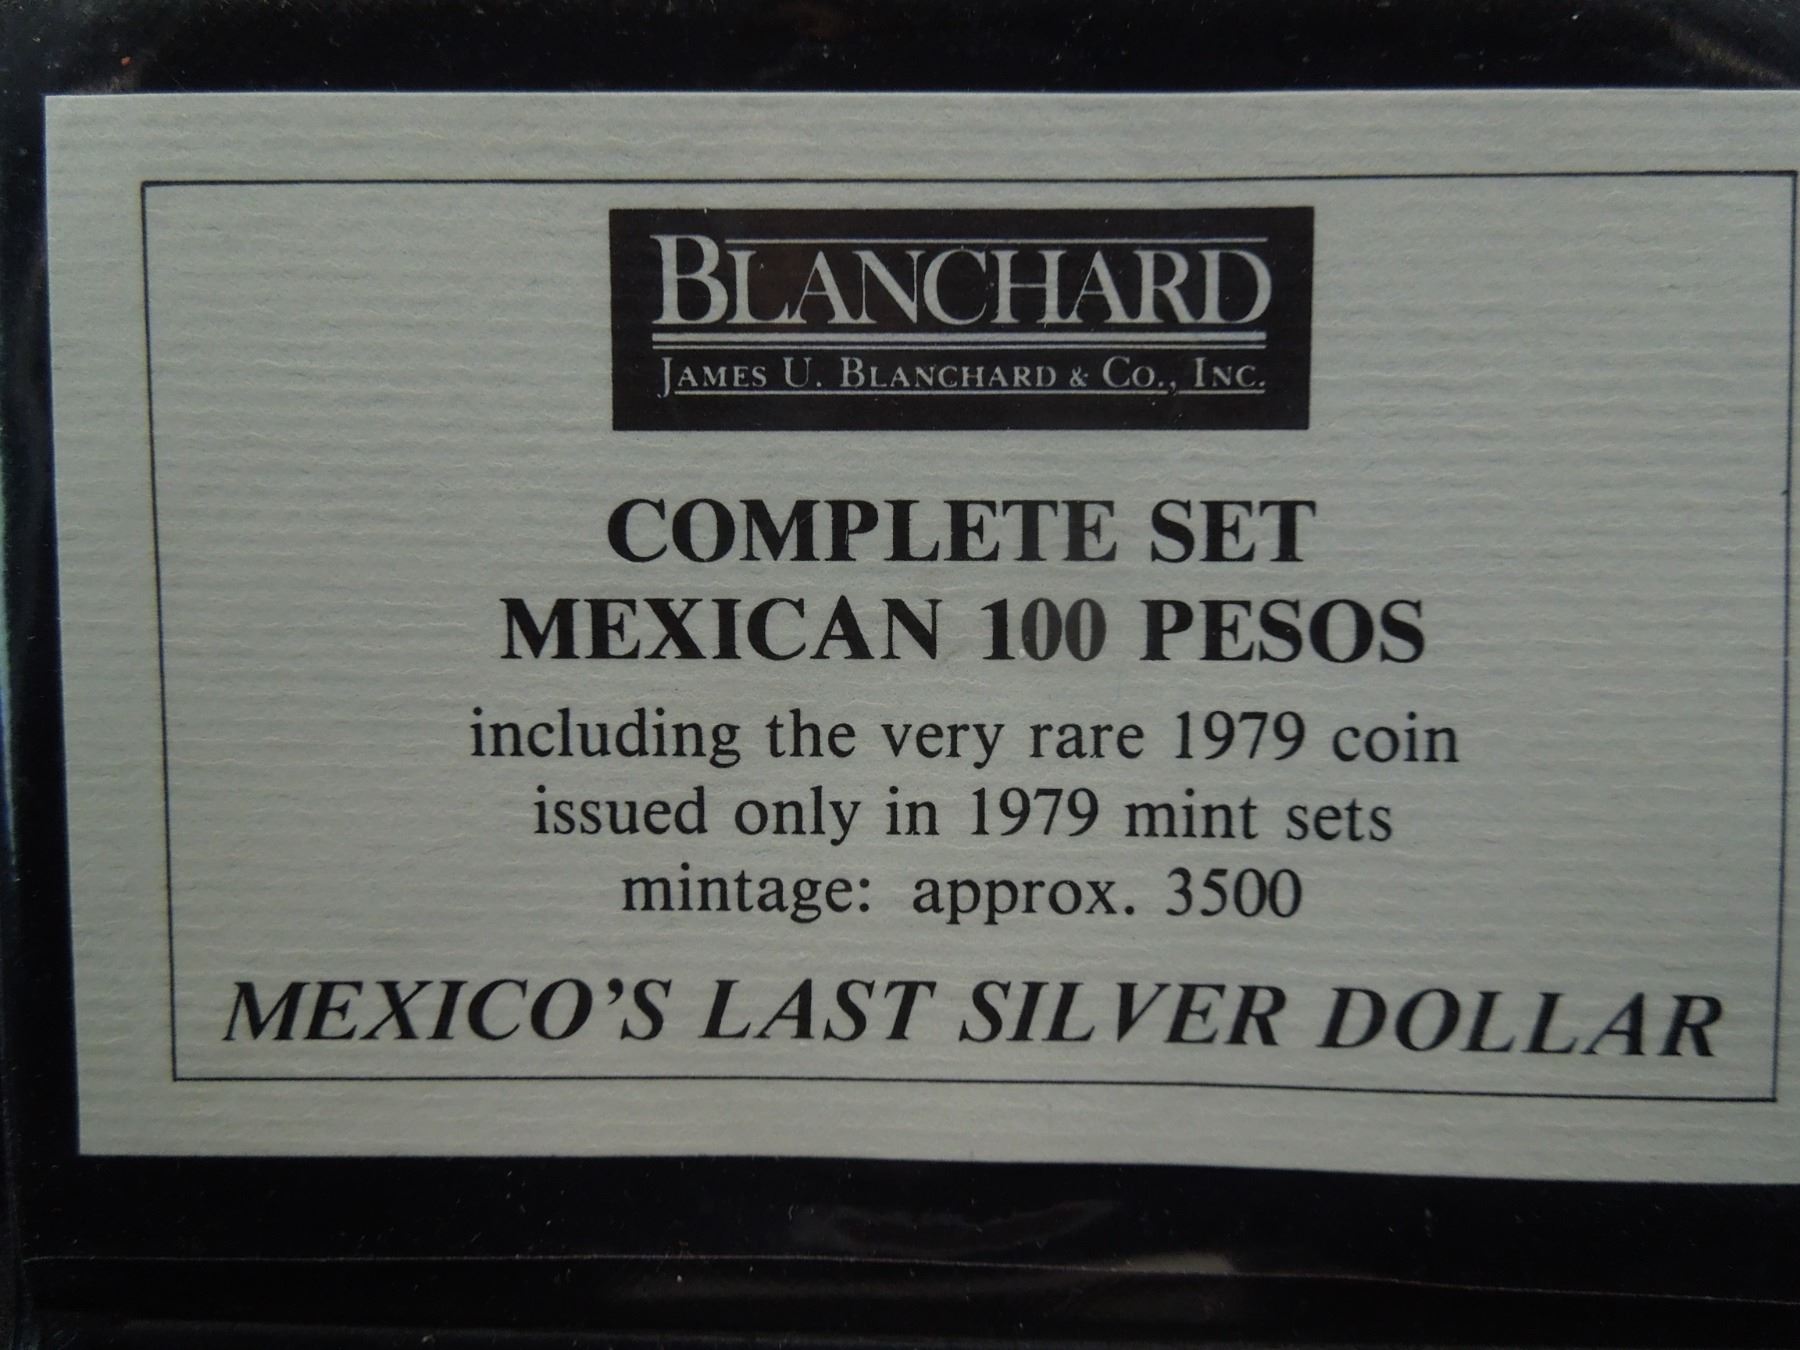 BLANCHARD
JAMES U. BLANCHARD & CO., INC.
COMPLETE SET
MEXICAN 100 PESOS
including the very rare 1979 coin
issued only in 1979 mint sets
mintage: approx. 3500
MEXICO'S LAST SILVER DOLLAR